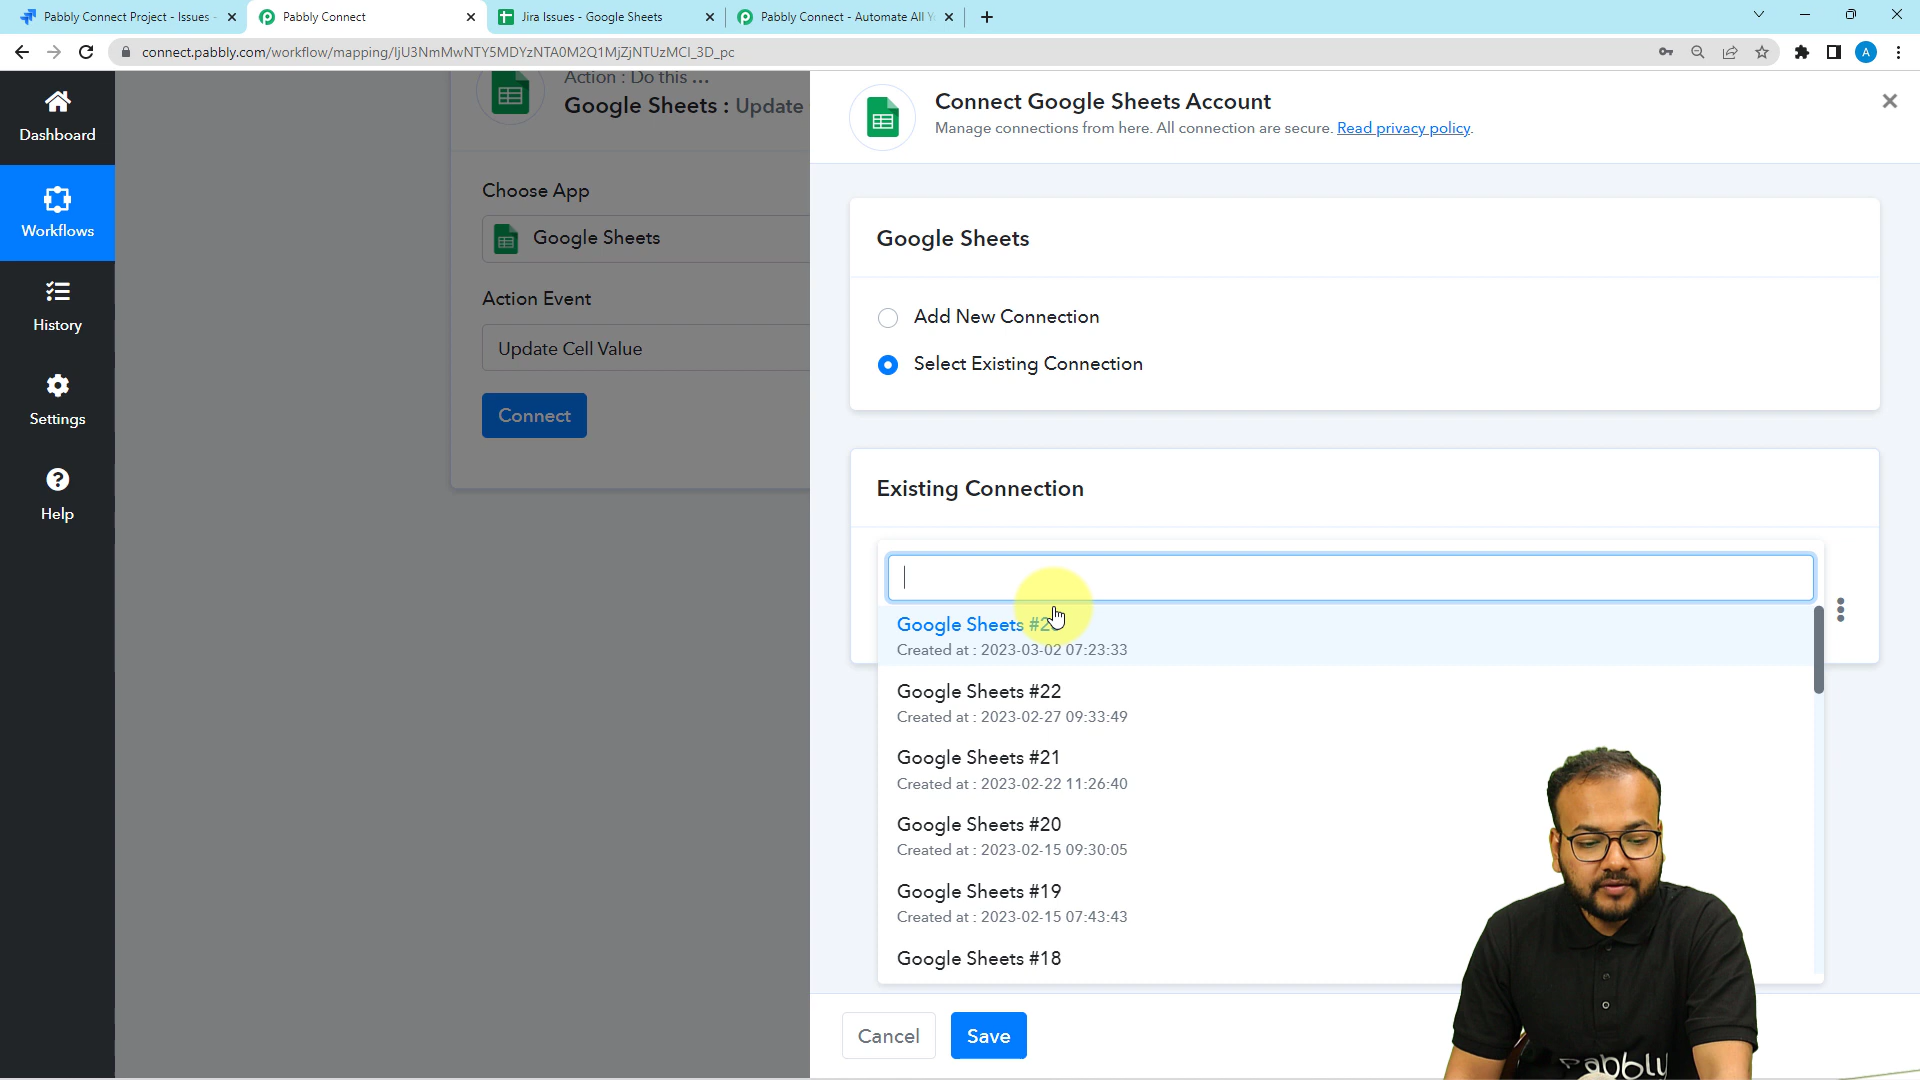 Pabbly Connect Project - Issues
Pabbly Connect
Jira Issues - Google Sheets
Pabbly Connect - Automate All Y
A
Dashboard
Workflows
History
Settings
Help
Action : Do this ...
Google Sheets : Update
Choose App
Google Sheets
Action Event
Update Cell Value
Connect
Connect Google Sheets Account
Manage connections from here. All connection are secure. Read privacy policy.
Google Sheets
Add New Connection
Select Existing Connection
Existing Connection
Google Sheets
Created at : 2023-03-02 07:23:33
Google Sheets #22
Created at : 2023-02-27 09:33:49
Google Sheets #21
Created at : 2023-02-22 11:26:40
Google Sheets #20
Created at : 2023-02-15 09:30:05
Google Sheets #19
Created at : 2023-02-15 07:43:43
Google Sheets #18
Cancel
Save
Pabbly